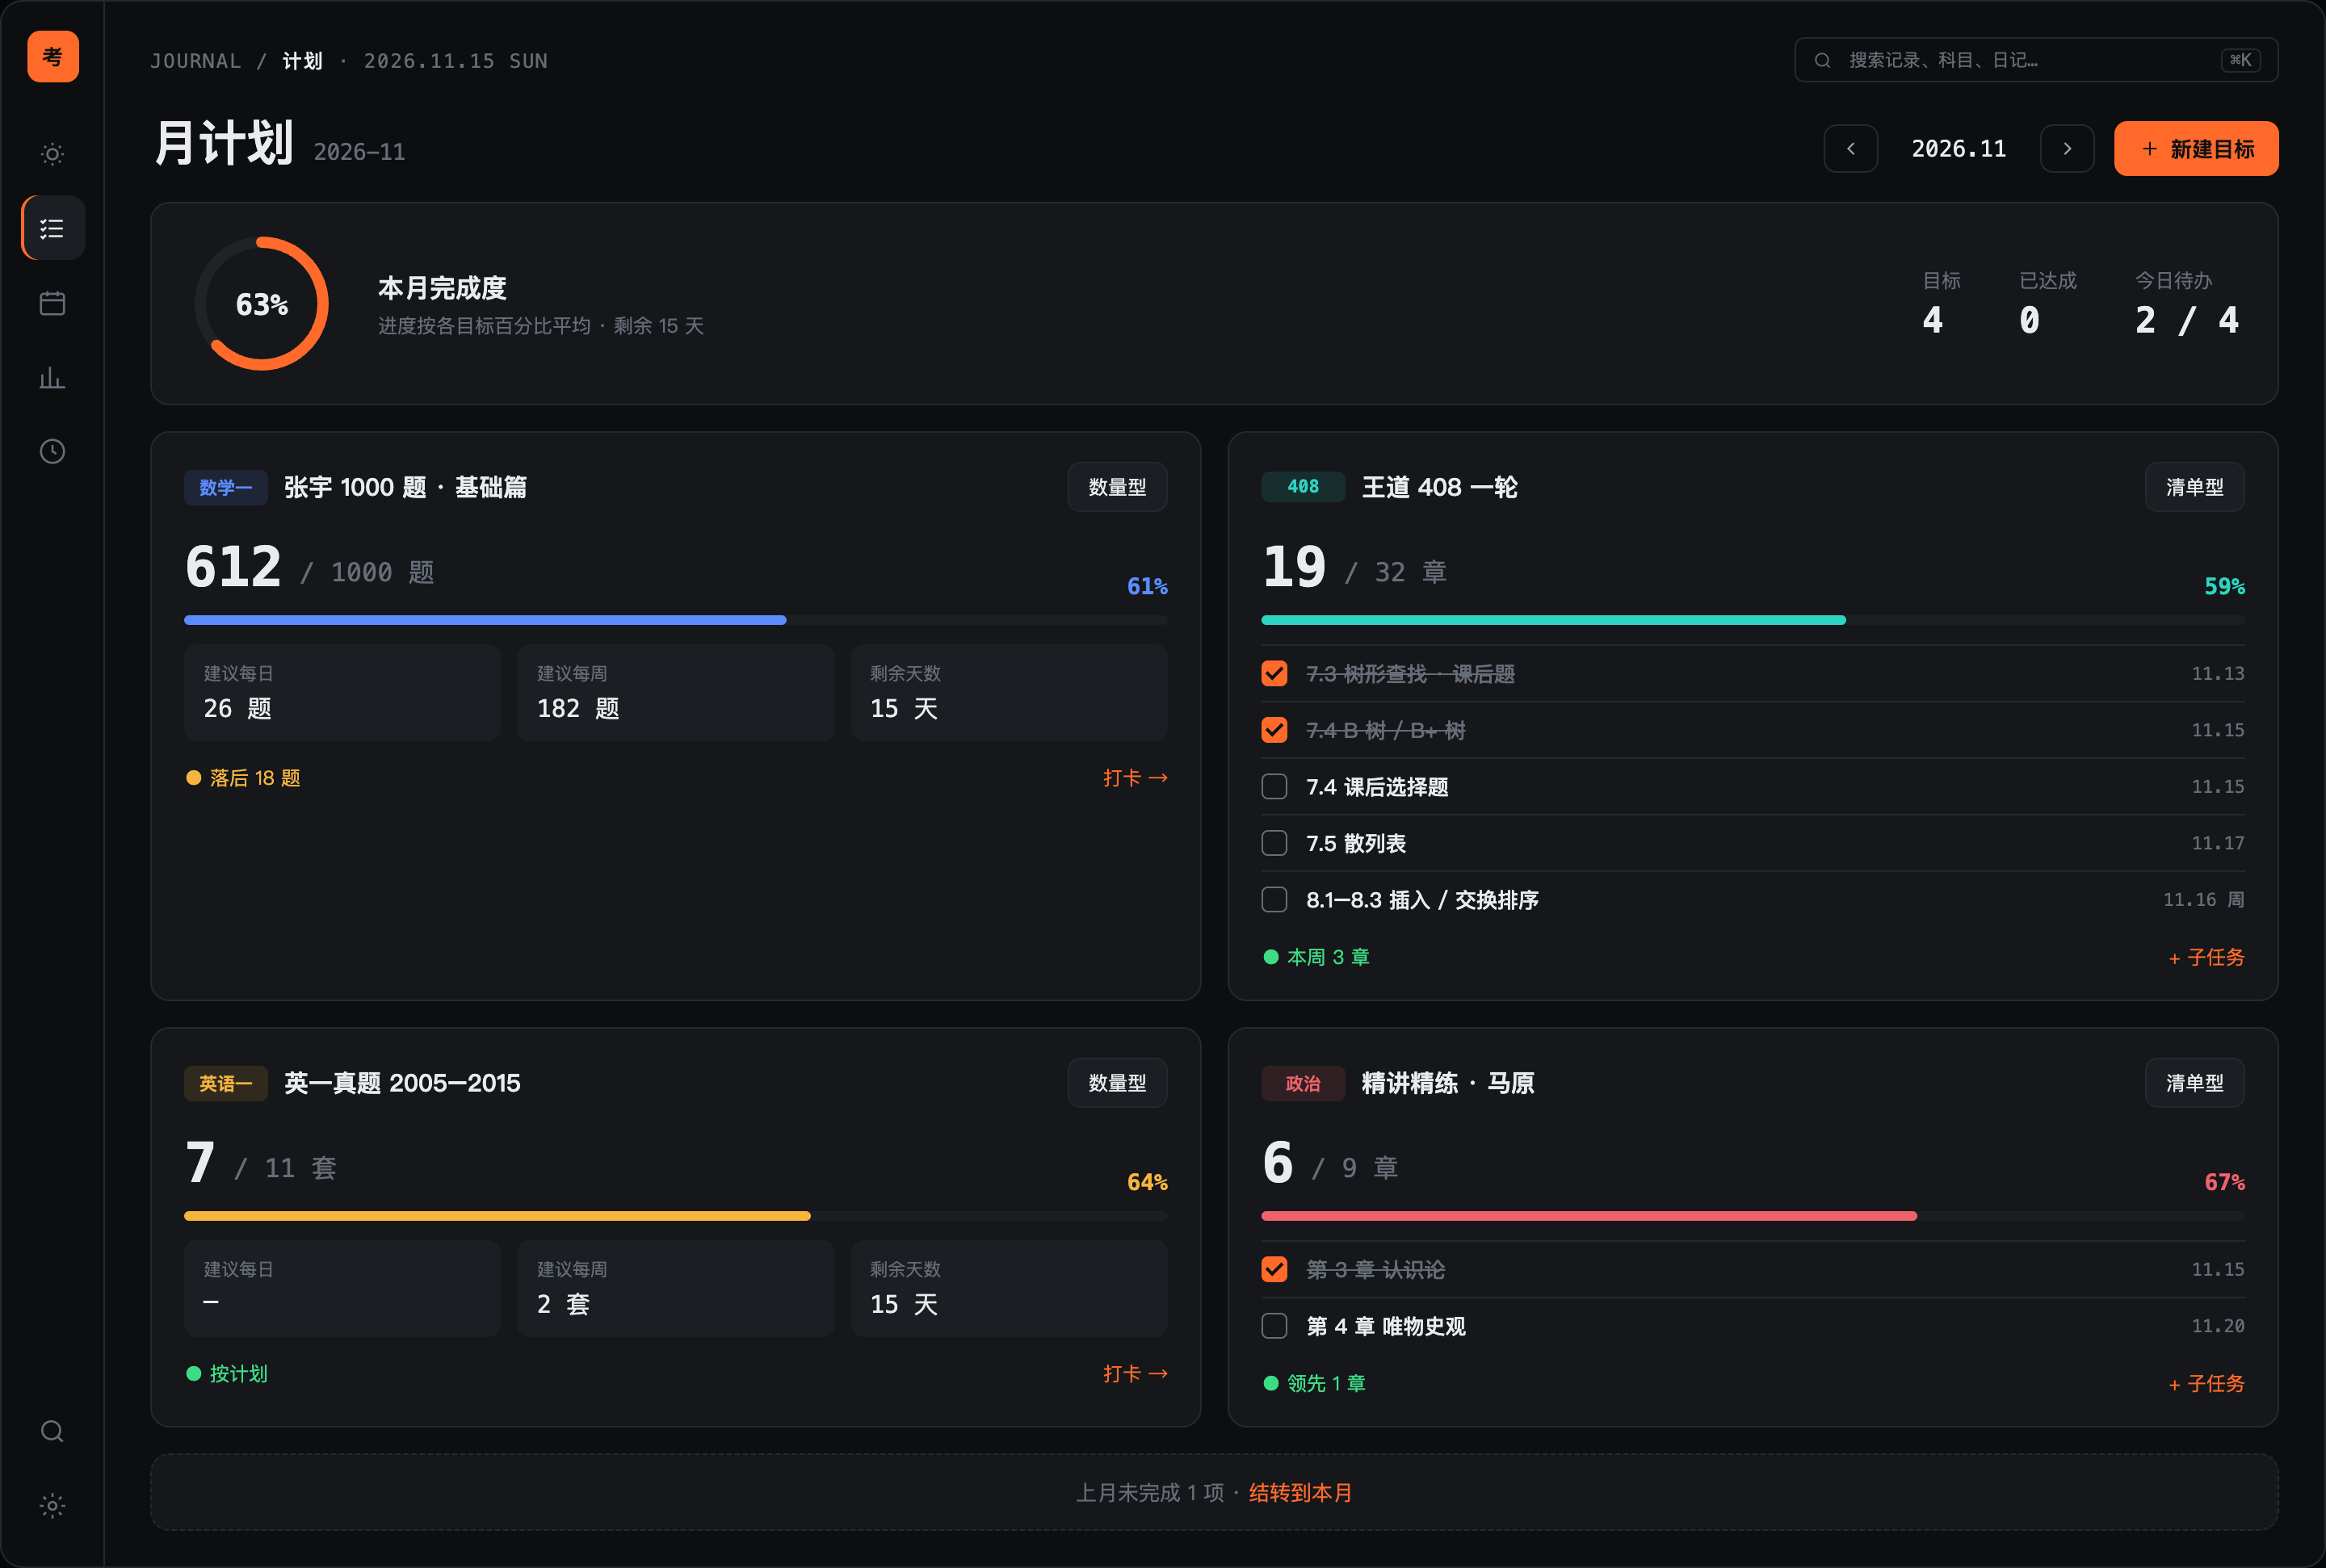 考
JOURNAL / 计划 · 2026.11.15 SUN
搜索记录、科目、日记… ⌘K
月计划 2026-11
2026.11
+ 新建目标
63%
本月完成度
进度按各目标百分比平均 · 剩余 15 天
目标 已达成 今日待办
4 0 2 / 4
数学一 张宇 1000 题 · 基础篇 数量型
612 / 1000 题 61%
建议每日 建议每周 剩余天数
26 题 182 题 15 天
落后 18 题 打卡 →
408 王道 408 一轮 清单型
19 / 32 章 59%
7.3 树形查找 · 课后题 11.13
7.4 B 树 / B+ 树 11.15
7.4 课后选择题 11.15
7.5 散列表 11.17
8.1—8.3 插入 / 交换排序 11.16 周
本周 3 章 + 子任务
英语一 英一真题 2005—2015 数量型
7 / 11 套 64%
建议每日 建议每周 剩余天数
— 2 套 15 天
按计划 打卡 →
政治 精讲精练 · 马原 清单型
6 / 9 章 67%
第 3 章 认识论 11.15
第 4 章 唯物史观 11.20
领先 1 章 + 子任务
上月未完成 1 项 · 结转到本月